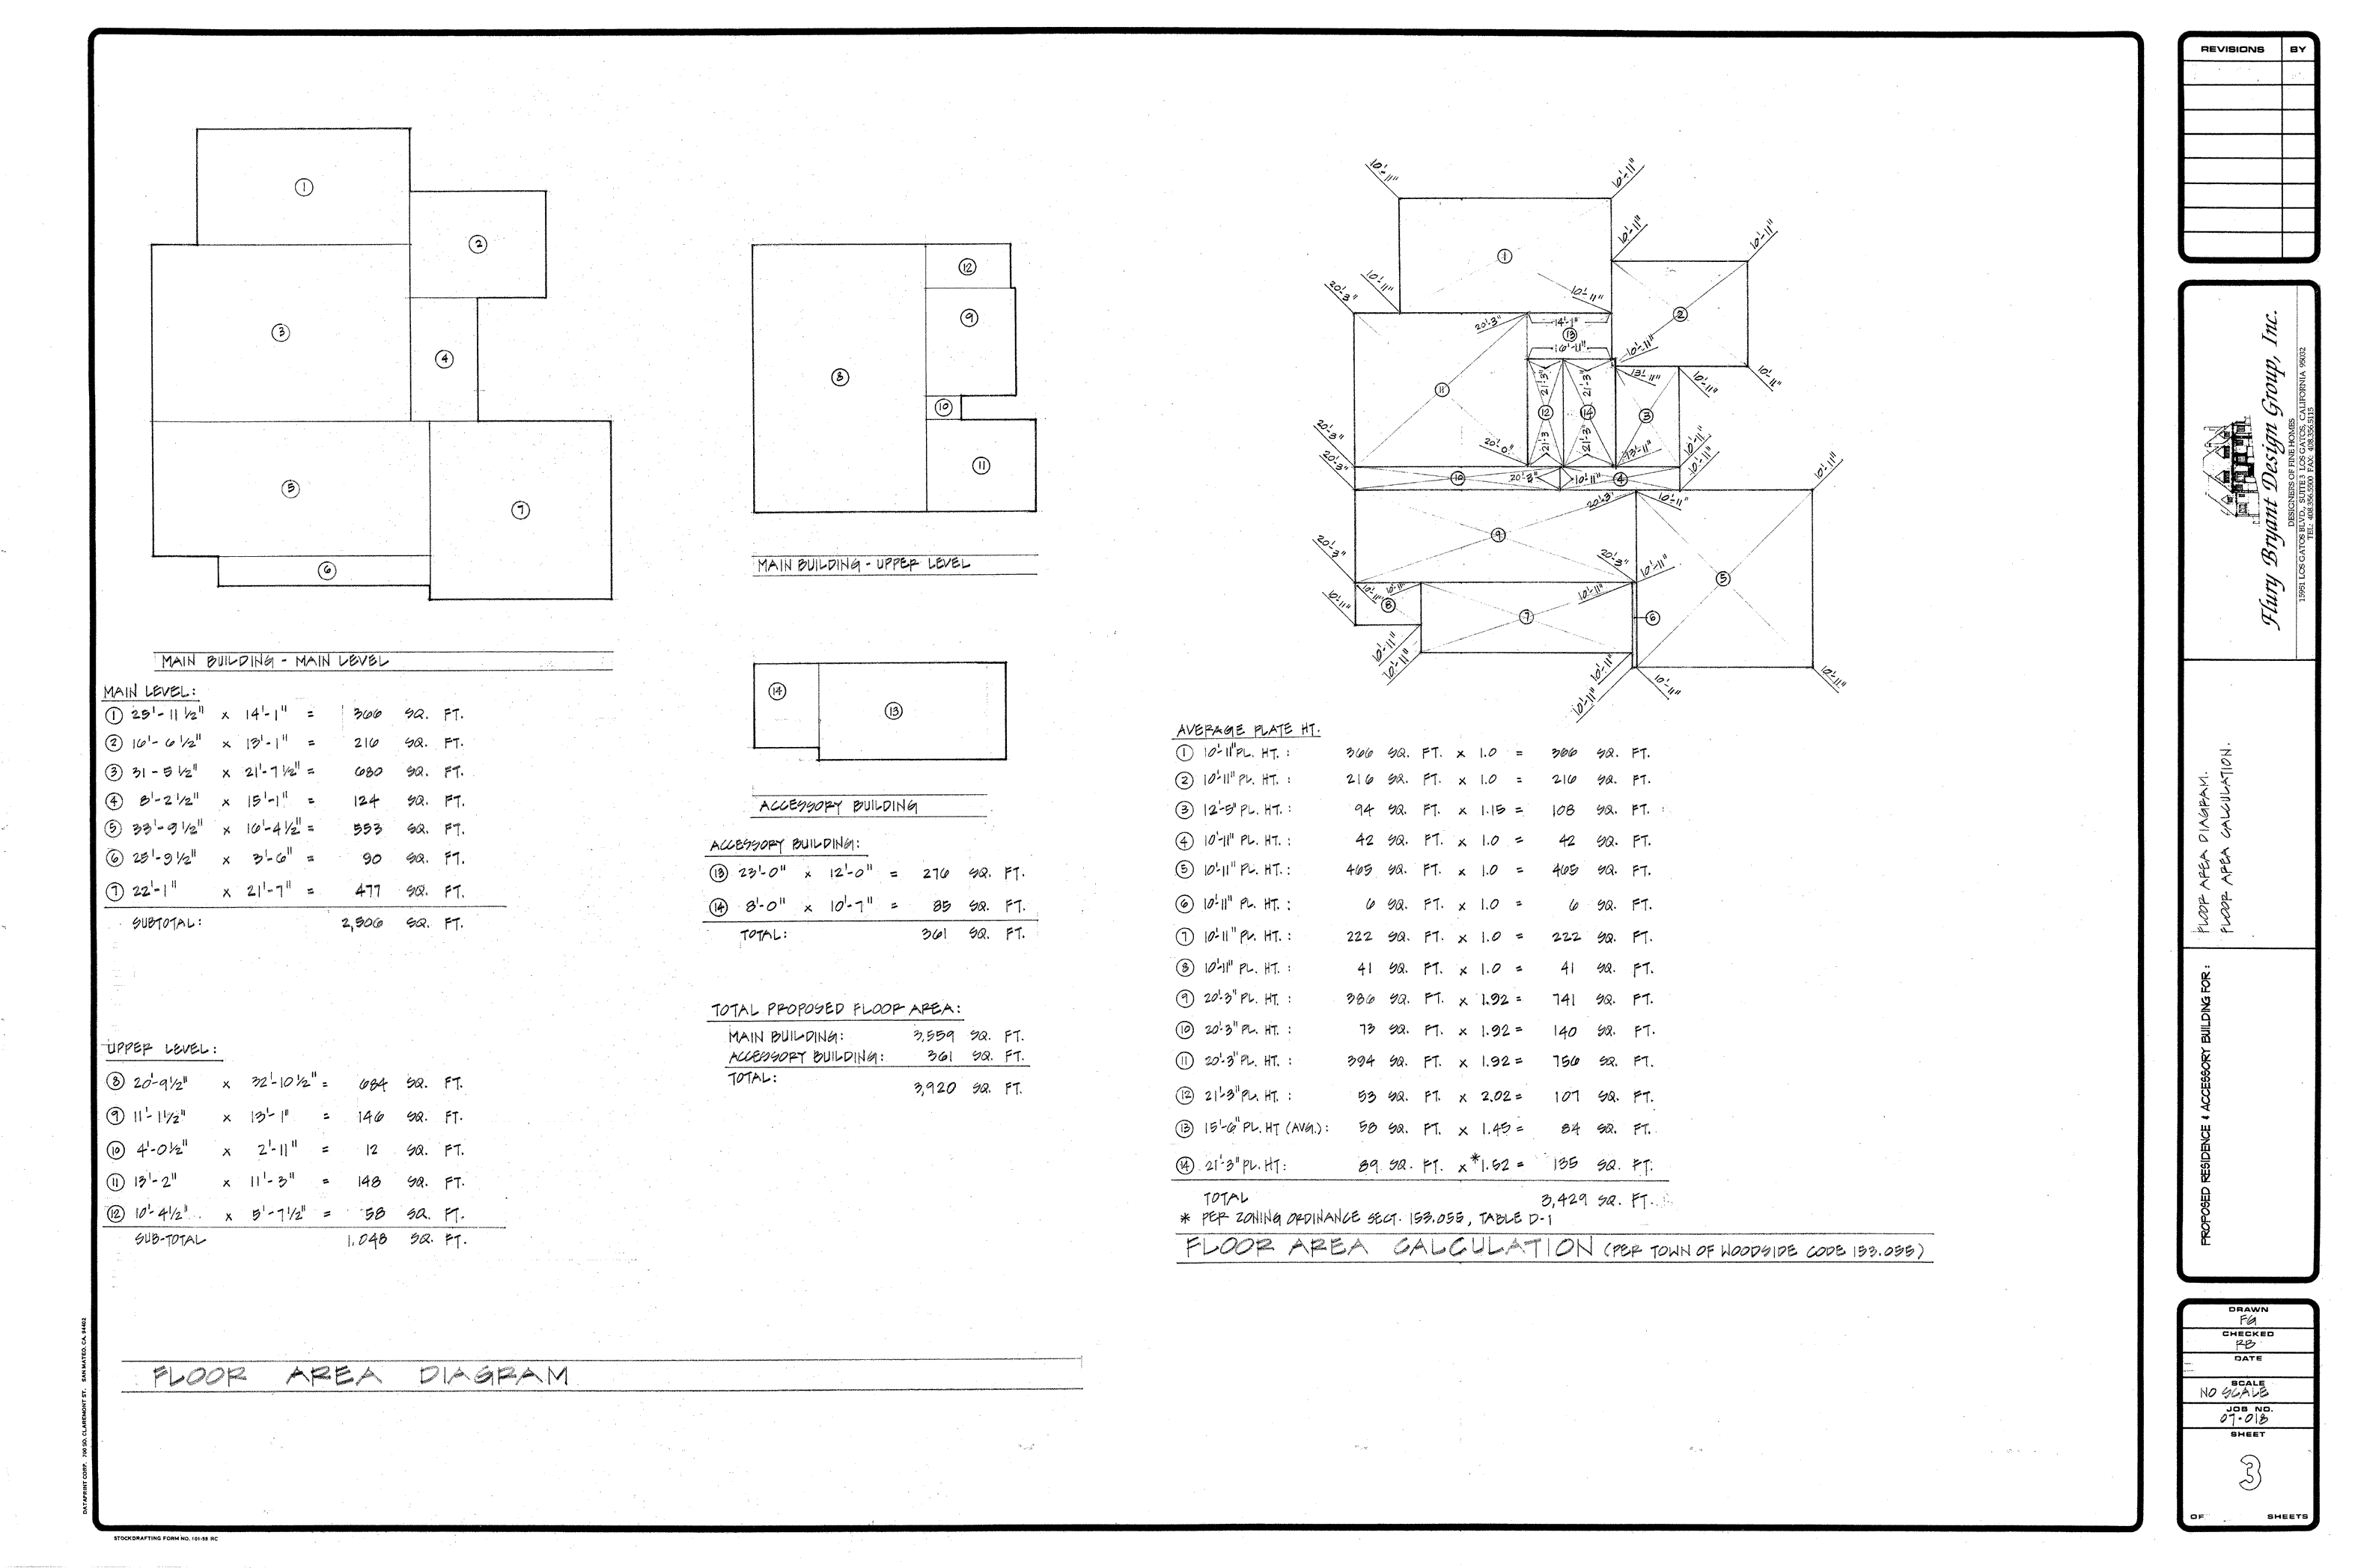 ①
②
③
④
⑤
⑥
⑦
MAIN BUILDING - MAIN LEVEL
MAIN LEVEL:
① 25'-11 1/2" x 14'-1" = 366 SQ. FT.
② 16'-6 1/2" x 13'-1" = 216 SQ. FT.
③ 31-5 1/2" x 21'-7 1/2" = 680 SQ. FT.
④ 8'-2 1/2" x 15'-1" = 124 SQ. FT.
⑤ 33'-9 1/2" x 16'-4 1/2" = 553 SQ. FT.
⑥ 25'-9 1/2" x 3'-6" = 90 SQ. FT.
⑦ 22'-1" x 21'-7" = 477 SQ. FT.
SUBTOTAL: 2,506 SQ. FT.
UPPER LEVEL:
⑧ 20'-9 1/2" x 32'-10 1/2" = 684 SQ. FT.
⑨ 11'-1 1/2" x 13'-1" = 146 SQ. FT.
⑩ 4'-0 1/2" x 2'-11" = 12 SQ. FT.
⑪ 13'-2" x 11'-3" = 148 SQ. FT.
⑫ 10'-4 1/2" x 5'-7 1/2" = 58 SQ. FT.
SUB-TOTAL 1,048 SQ. FT.
FLOOR AREA DIAGRAM
⑫
⑨
⑧
⑩
⑪
MAIN BUILDING - UPPER LEVEL
⑭
⑬
ACCESSORY BUILDING
ACCESSORY BUILDING:
⑬ 23'-0" x 12'-0" = 276 SQ. FT.
⑭ 8'-0" x 10'-7" = 85 SQ. FT.
TOTAL: 361 SQ. FT.
TOTAL PROPOSED FLOOR AREA:
MAIN BUILDING: 3,559 SQ. FT.
ACCESSORY BUILDING: 361 SQ. FT.
TOTAL: 3,920 SQ. FT.
10'-11" 10'-11"
10'-11" 10'-11"
①
20'-3" 10'-11" 10'-11"
②
20'-3" 14'-1"
⑬
16'-11" 10'-11"
21'-3" 21'-3" 13'-11" 10'-11" 10'-11"
⑪ ⑫ ⑭ ③
20'-3" 20'-0" 21'-3 21'-3" 13'-11" 10'-11"
20'-3" 10'-11"
⑩ 20'-3" 10'-11" ④ 10'-11"
20'-3" 10'-11"
⑨
20'-3" 20'-3" 10'-11"
⑤
10'-11" 10'-11" 10'-11" 10'-11"
⑧ ⑦ ⑥
10'-11"
10'-11" 10'-11"
10'-11" 10'-11" 10'-11"
AVERAGE PLATE HT.
① 10'-11" PL. HT. : 366 SQ. FT. x 1.0 = 366 SQ. FT.
② 10'-11" PL. HT. : 216 SQ. FT. x 1.0 = 216 SQ. FT.
③ 12'-5" PL. HT. : 94 SQ. FT. x 1.15 = 108 SQ. FT.
④ 10'-11" PL. HT. : 42 SQ. FT. x 1.0 = 42 SQ. FT.
⑤ 10'-11" PL. HT. : 465 SQ. FT. x 1.0 = 465 SQ. FT.
⑥ 10'-11" PL. HT. : 6 SQ. FT. x 1.0 = 6 SQ. FT.
⑦ 10'-11" PL. HT. : 222 SQ. FT. x 1.0 = 222 SQ. FT.
⑧ 10'-11" PL. HT. : 41 SQ. FT. x 1.0 = 41 SQ. FT.
⑨ 20'-3" PL. HT. : 386 SQ. FT. x 1.92 = 741 SQ. FT.
⑩ 20'-3" PL. HT. : 73 SQ. FT. x 1.92 = 140 SQ. FT.
⑪ 20'-3" PL. HT. : 394 SQ. FT. x 1.92 = 756 SQ. FT.
⑫ 21'-3" PL. HT. : 53 SQ. FT. x 2.02 = 107 SQ. FT.
⑬ 15'-6" PL. HT (AVG.) : 58 SQ. FT. x 1.45 = 84 SQ. FT.
⑭ 21'-3" PL. HT: 89 SQ. FT. x *1.52 = 135 SQ. FT.
TOTAL 3,429 SQ. FT.
* PER ZONING ORDINANCE SECT. 153.055, TABLE D-1
FLOOR AREA CALCULATION (PER TOWN OF WOODSIDE CODE 153.055)
REVISIONS BY
Flury Bryant Design Group, Inc.
DESIGNERS OF FINE HOMES
15951 LOS GATOS BLVD., SUITE 3 LOS GATOS, CALIFORNIA 95032
TEL: 408.356.5500 FAX: 408.356.5115
FLOOR AREA DIAGRAM.
FLOOR AREA CALCULATION.
PROPOSED RESIDENCE & ACCESSORY BUILDING FOR :
DRAWN
FG
CHECKED
RB
DATE
SCALE
NO SCALE
JOB NO.
07-018
SHEET
3
OF SHEETS
DATAPRINT CORP. 700 SO. CLAREMONT ST. SAN MATEO, CA. 94402
STOCKDRAFTING FORM NO. 101-58 RC